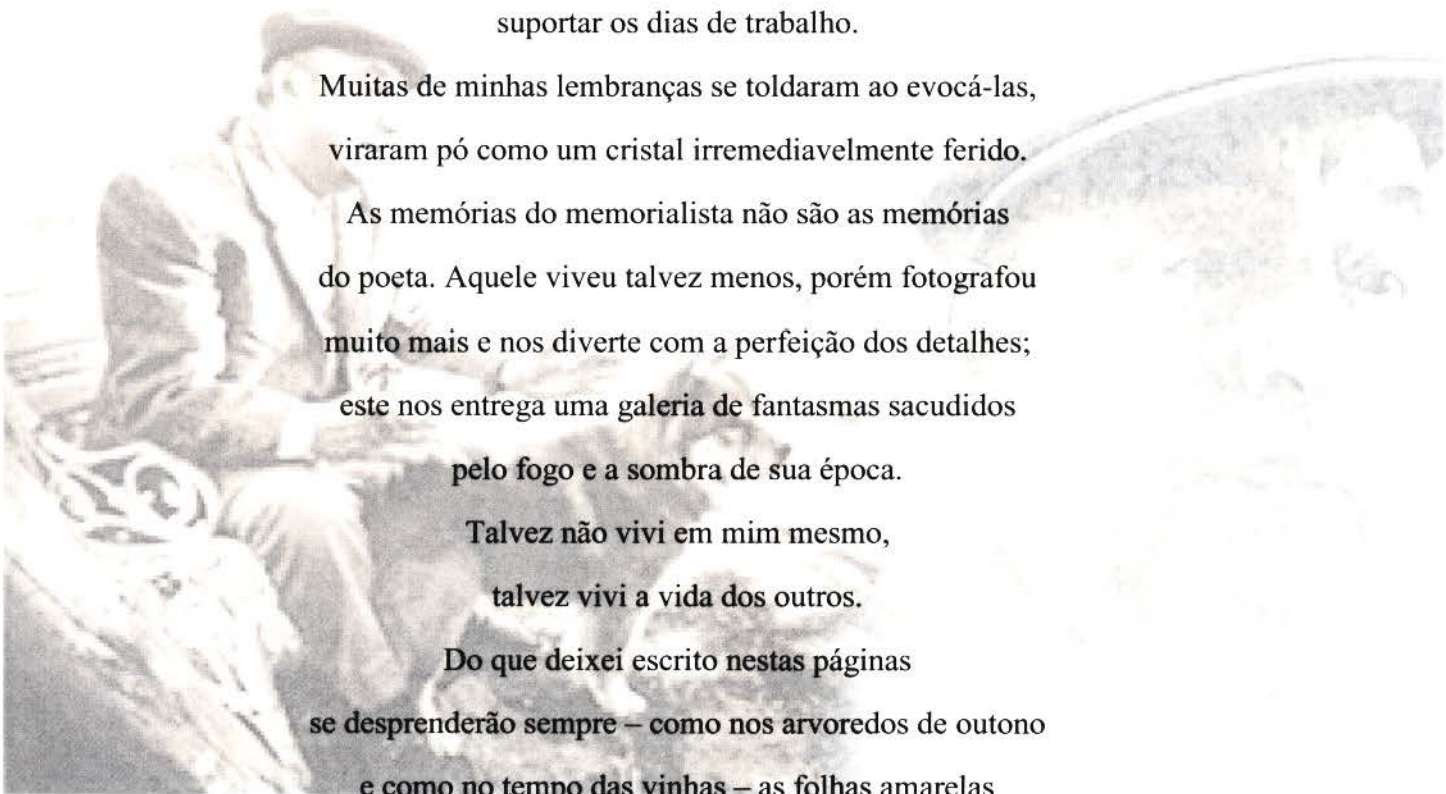 suportar os dias de trabalho.
Muitas de minhas lembranças se toldaram ao evocá-las,
viraram pó como um cristal irremediavelmente ferido.
As memórias do memorialista não são as memórias
do poeta. Aquele viveu talvez menos, porém fotografou
muito mais e nos diverte com a perfeição dos detalhes;
este nos entrega uma galeria de fantasmas sacudidos
pelo fogo e a sombra de sua época.
Talvez não vivi em mim mesmo,
talvez vivi a vida dos outros.
Do que deixei escrito nestas páginas
se desprenderão sempre – como nos arvoredos de outono
e como no tempo das vinhas – as folhas amarelas